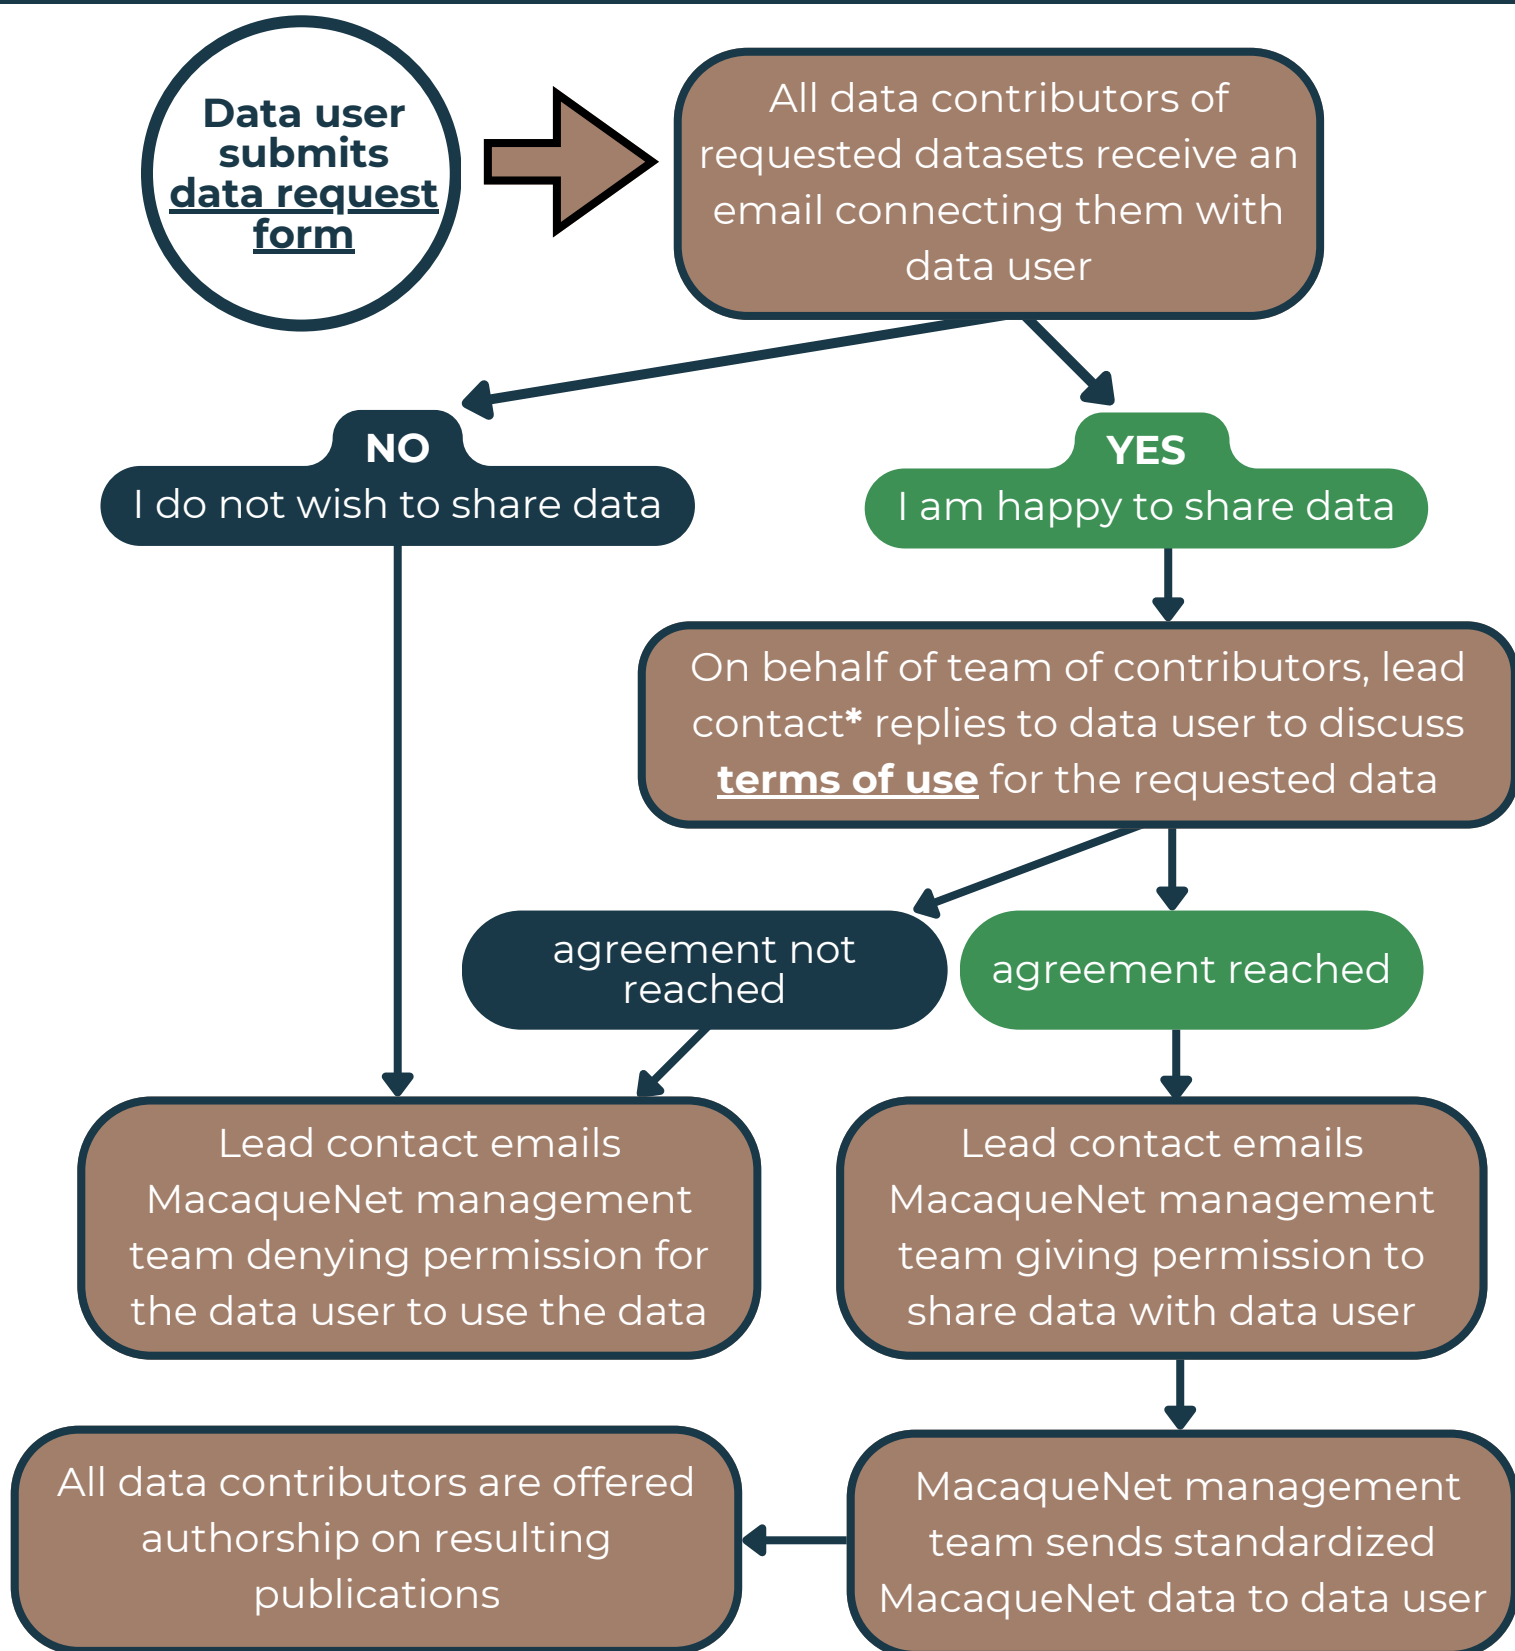 Data user
submits
data request
form
All data contributors of
requested datasets receive an
email connecting them with
data user
NO
I do not wish to share data
YES
I am happy to share data
On behalf of team of contributors, lead
contact* replies to data user to discuss
terms of use for the requested data
agreement not
reached
agreement reached
Lead contact emails
MacaqueNet management
team denying permission for
the data user to use the data
Lead contact emails
MacaqueNet management
team giving permission to
share data with data user
All data contributors are offered
authorship on resulting
publications
MacaqueNet management
team sends standardized
MacaqueNet data to data user